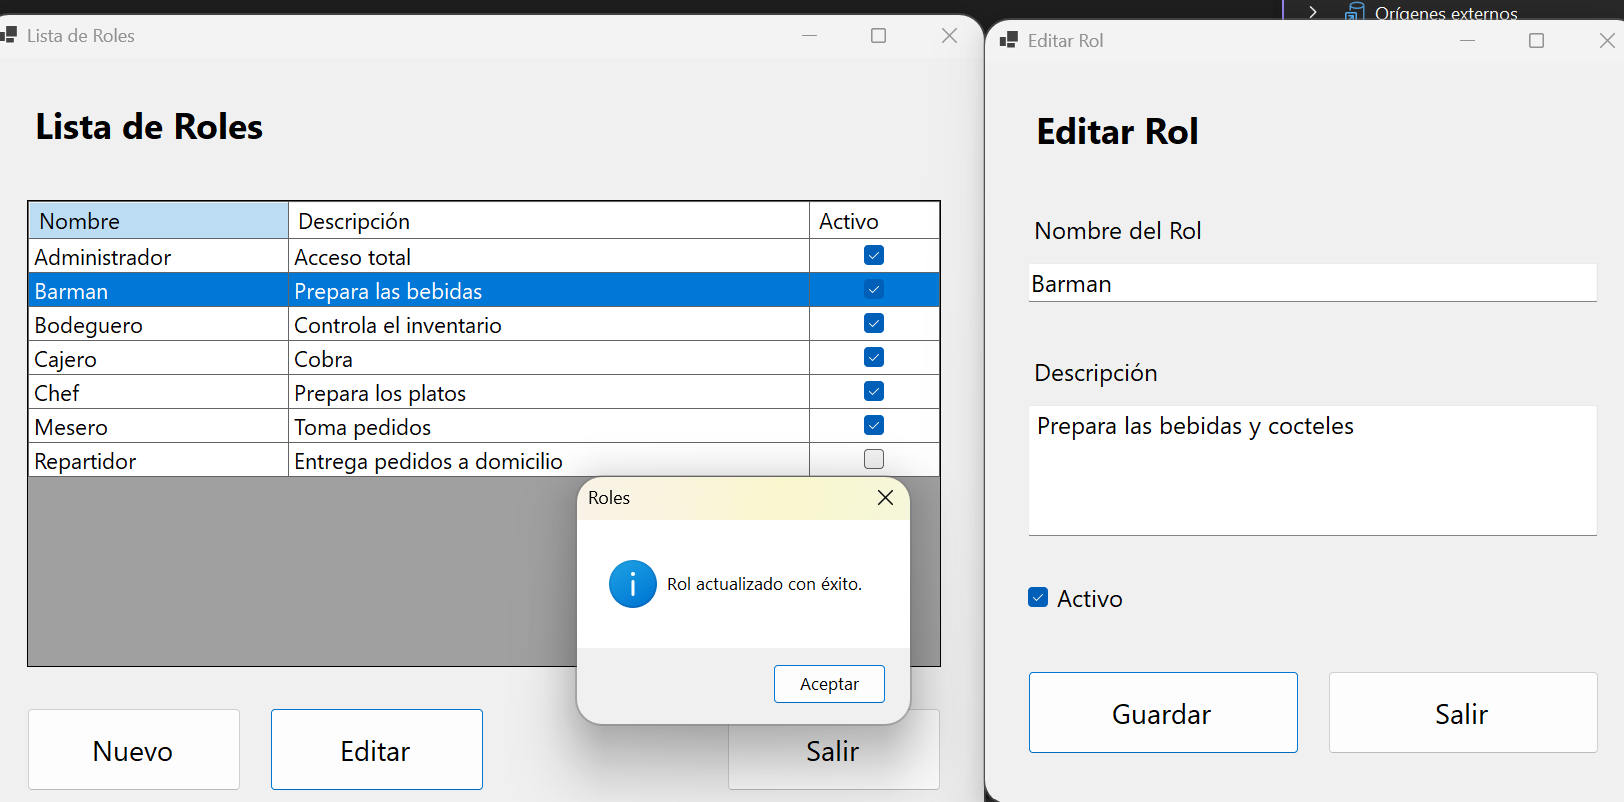 Orígenes externos
Lista de Roles
Lista de Roles
Nombre Descripción Activo
Administrador Acceso total
Barman Prepara las bebidas
Bodeguero Controla el inventario
Cajero Cobra
Chef Prepara los platos
Mesero Toma pedidos
Repartidor Entrega pedidos a domicilio
Roles
Rol actualizado con éxito.
Aceptar
Nuevo Editar Salir
Editar Rol
Editar Rol
Nombre del Rol
Barman
Descripción
Prepara las bebidas y cocteles
Activo
Guardar Salir